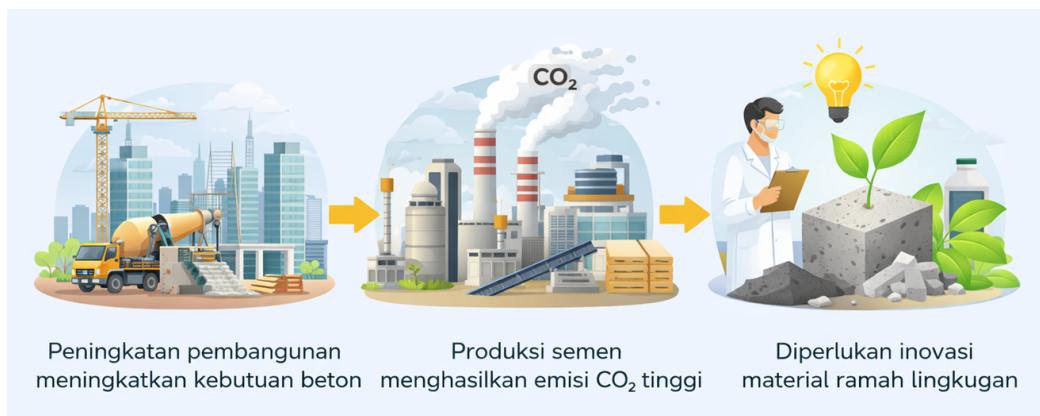 CO₂
Peningkatan pembangunan
meningkatkan kebutuan beton
Produksi semen
menghasilkan emisi CO₂ tinggi
Diperlukan inovasi
material ramah lingkugan